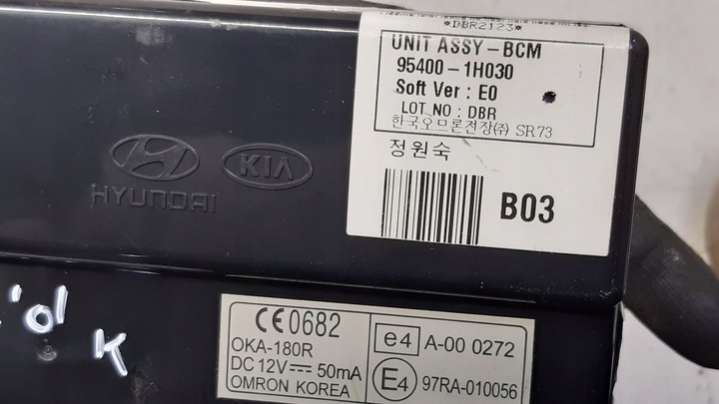 *DBR2123*
UNIT ASSY-BCM
95400-1H030
Soft Ver : E0
LOT NO : DBR
한국오므론전장(주) SR73
정원숙
B03
HYUNDAI
KIA
CE0682
OKA-180R
DC 12V⎓50mA
OMRON KOREA
e4 A-00 0272
E4 97RA-010056
K